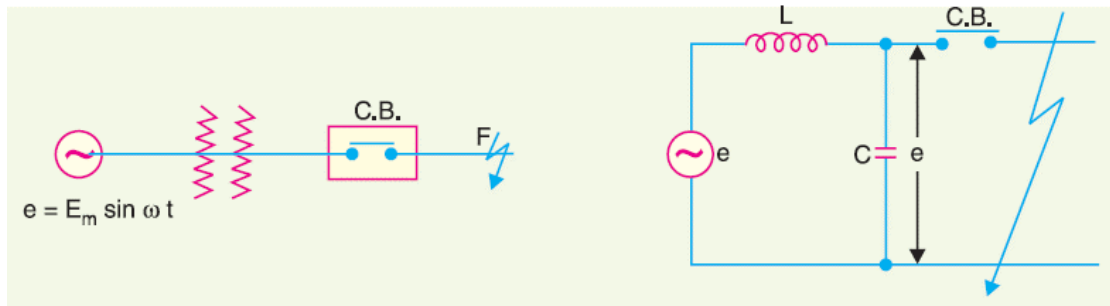 C.B.
F
~
e = Eₘ sin ω t
L
C.B.
~ e
C
e